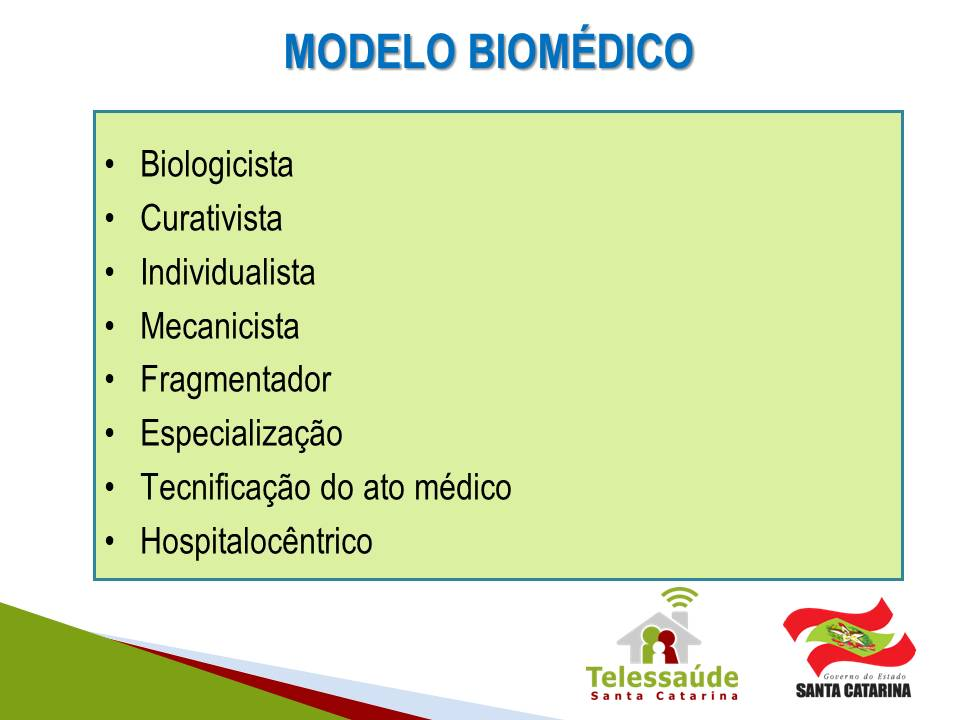 MODELO BIOMÉDICO
• Biologicista
• Curativista
• Individualista
• Mecanicista
• Fragmentador
• Especialização
• Tecnificação do ato médico
• Hospitalocêntrico
Telessaúde
Santa Catarina
Governo do Estado
SANTA CATARINA